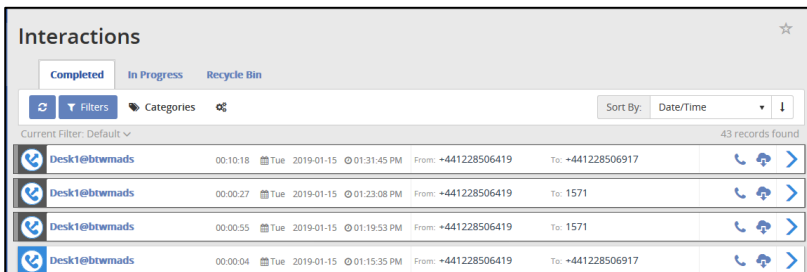 Interactions
Completed In Progress Recycle Bin
Filters Categories Sort By: Date/Time
Current Filter: Default 43 records found
Desk1@btwmads 00:10:18 Tue 2019-01-15 01:31:45 PM From: +441228506419 To: +441228506917
Desk1@btwmads 00:00:27 Tue 2019-01-15 01:23:08 PM From: +441228506419 To: 1571
Desk1@btwmads 00:00:55 Tue 2019-01-15 01:19:53 PM From: +441228506419 To: 1571
Desk1@btwmads 00:00:04 Tue 2019-01-15 01:15:35 PM From: +441228506419 To: +441228506917